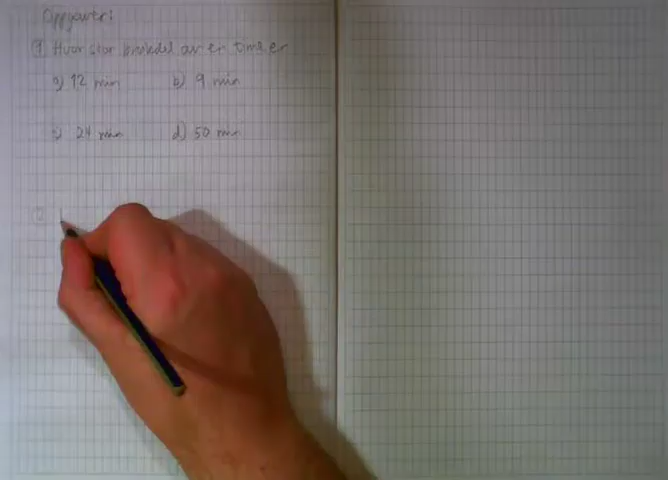 Oppgaver:
1 Hvor stor brøkdel av en time er
a) 12 min b) 9 min
c) 24 min d) 50 min
2